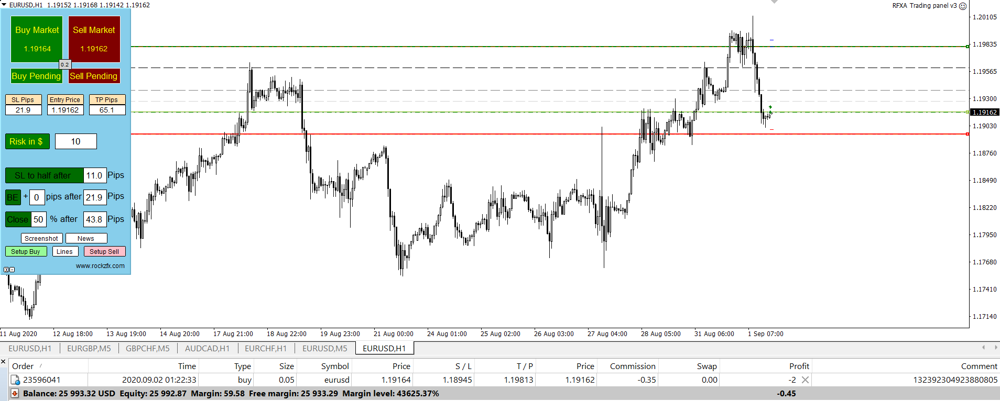 EURUSD,H1 1.19152 1.19168 1.19142 1.19162
RFXA Trading panel v3
Buy Market
1.19164
Sell Market
1.19162
0.2
Buy Pending
Sell Pending
SL Pips Entry Price TP Pips
21.9 1.19162 65.1
Risk in $ 10
SL to half after 11.0 Pips
BE + 0 pips after 21.9 Pips
Close 50 % after 43.8 Pips
Screenshot News
Setup Buy Lines Setup Sell
www.rockzfx.com
X -
1.20105
1.19835
1.19565
1.19300
1.19162
1.19030
1.18760
1.18490
1.18220
1.17950
1.17680
1.17410
1.17140
11 Aug 2020 12 Aug 18:00 13 Aug 19:00 14 Aug 20:00 17 Aug 21:00 18 Aug 22:00 19 Aug 23:00 21 Aug 00:00 24 Aug 01:00 25 Aug 02:00 26 Aug 03:00 27 Aug 04:00 28 Aug 05:00 31 Aug 06:00 1 Sep 07:00
EURUSD,H1 EURGBP,M5 GBPCHF,M5 AUDCAD,H1 EURCHF,H1 EURUSD,M5 EURUSD,H1
Order / Time Type Size Symbol Price S / L T / P Price Commission Swap Profit Comment
23596041 2020.09.02 01:22:33 buy 0.05 eurusd 1.19164 1.18945 1.19813 1.19162 -0.35 0.00 -2 132392304923880805
Balance: 25 993.32 USD Equity: 25 992.87 Margin: 59.58 Free margin: 25 933.29 Margin level: 43625.37% -0.45